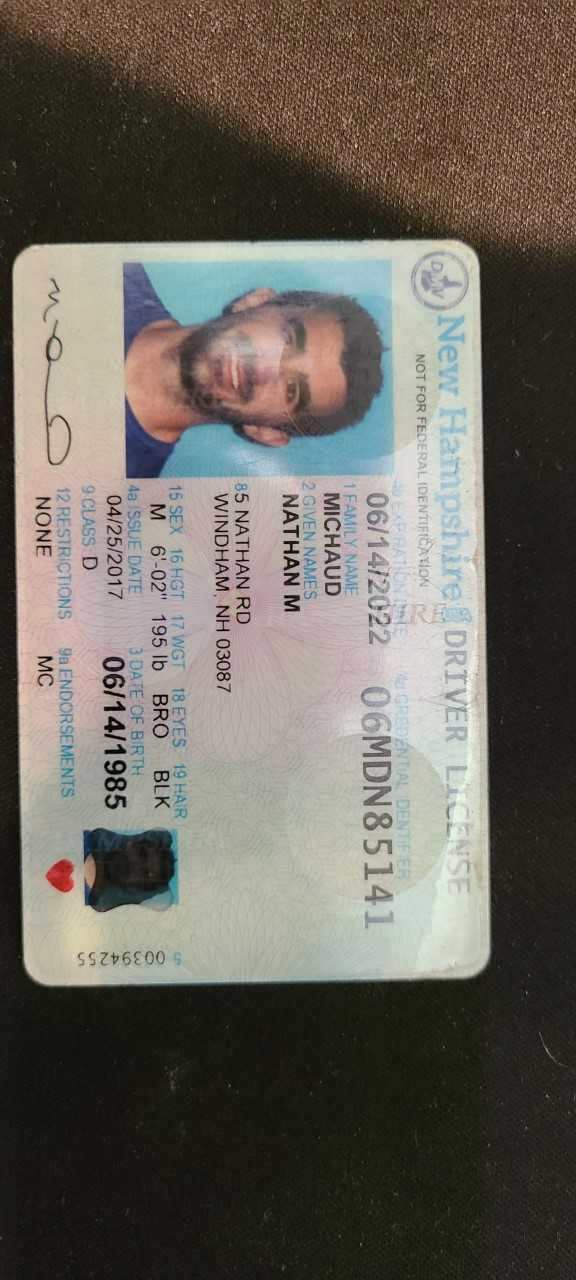 New Hampshire DRIVER LICENSE
NOT FOR FEDERAL IDENTIFICATION
4b EXPIRATION DATE 4d CREDENTIAL IDENTIFIER
06/14/2022 06MDN85141
1 FAMILY NAME
MICHAUD
2 GIVEN NAMES
NATHAN M
85 NATHAN RD
WINDHAM, NH 03087
15 SEX 16 HGT 17 WGT 18 EYES 19 HAIR
M 6'-02" 195 lb BRO BLK
4a ISSUE DATE 3 DATE OF BIRTH
04/25/2017 06/14/1985
9 CLASS D
12 RESTRICTIONS 9a ENDORSEMENTS
NONE MC
5 00394255
DMV